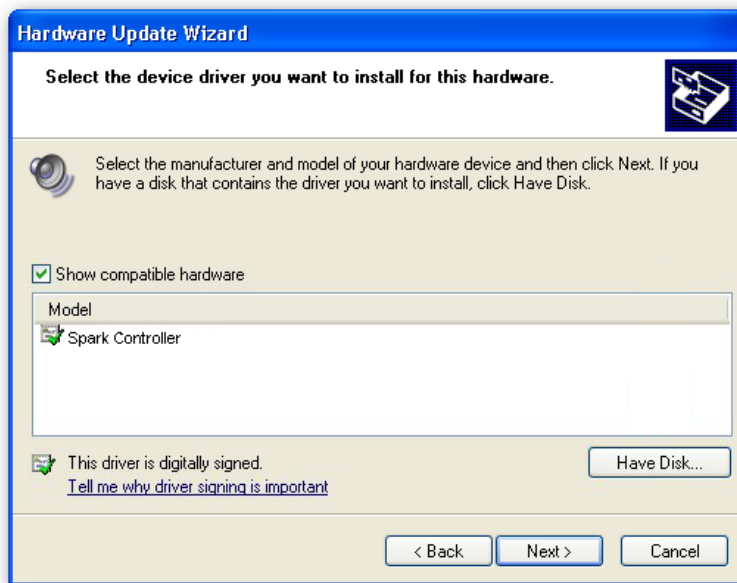 Hardware Update Wizard
Select the device driver you want to install for this hardware.
Select the manufacturer and model of your hardware device and then click Next. If you
have a disk that contains the driver you want to install, click Have Disk.
Show compatible hardware
Model
Spark Controller
This driver is digitally signed.
Have Disk...
Tell me why driver signing is important
< Back
Next >
Cancel